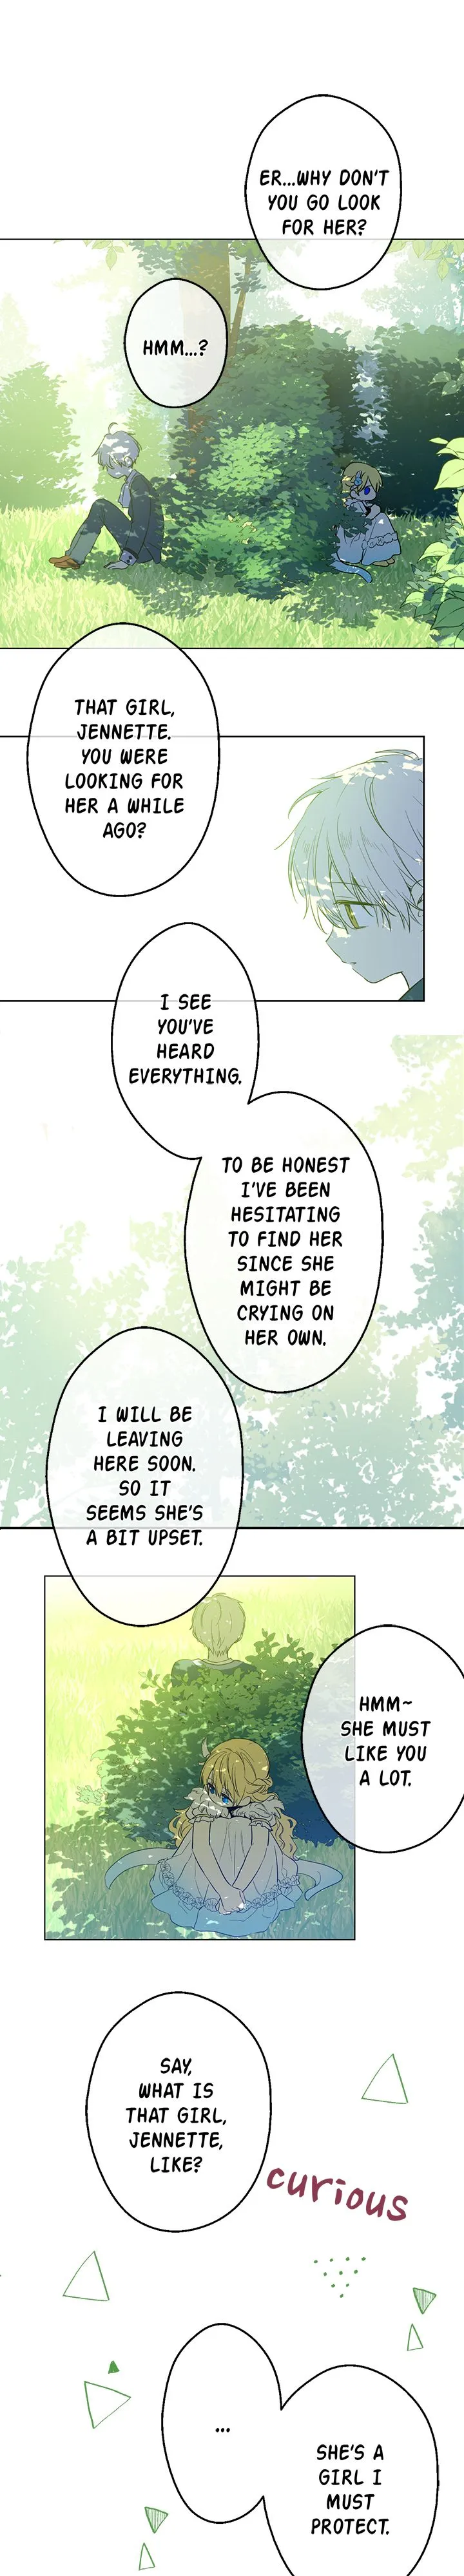 ER...WHY DON'T
YOU GO LOOK
FOR HER?
HMM...?
THAT GIRL,
JENNETTE.
YOU WERE
LOOKING FOR
HER A WHILE
AGO?
I SEE
YOU'VE
HEARD
EVERYTHING.
TO BE HONEST
I'VE BEEN
HESITATING
TO FIND HER
SINCE SHE
MIGHT BE
CRYING ON
HER OWN.
I WILL BE
LEAVING
HERE SOON.
SO IT
SEEMS SHE'S
A BIT UPSET.
HMM~
SHE MUST
LIKE YOU
A LOT.
SAY,
WHAT IS
THAT GIRL,
JENNETTE,
LIKE?
curious
...
SHE'S A
GIRL I
MUST
PROTECT.